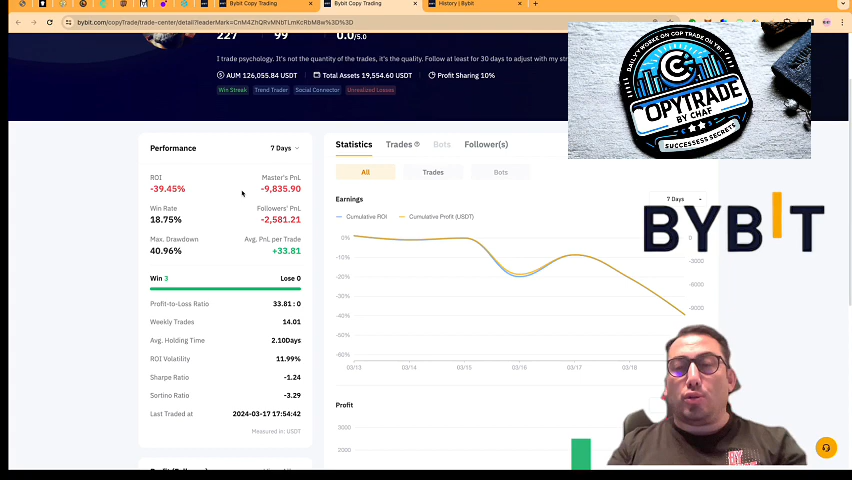 Bybit Copy Trading
Bybit Copy Trading
History | Bybit
bybit.com/copyTrade/trade-center/detail?leaderMark=CnM4ZhQRvMNbTLmKcRbM8w%3D%3D
227
99
0.0/5.0
I trade psychology. It's not the quantity of the trades, it's the quality. Follow at least for 30 days to adjust with my
AUM 126,055.84 USDT | Total Assets 19,554.60 USDT | Profit Sharing 10%
Win Streak
Trend Trader
Social Connector
Unrealized Losses
OPYTRADE
BY CHAF
SUCCESSESS SECRETS
BYBIT
Performance
7 Days
ROI
Master's PnL
-39.45%
-9,835.90
Win Rate
Followers' PnL
18.75%
-2,581.21
Max. Drawdown
Avg. PnL per Trade
40.96%
+33.81
Win 3
Lose 0
Profit-to-Loss Ratio
33.81 : 0
Weekly Trades
14.01
Avg. Holding Time
2.10Days
ROI Volatility
11.99%
Sharpe Ratio
-1.24
Sortino Ratio
-3.29
Last Traded at
2024-03-17 17:54:42
Measured in: USDT
Statistics
Trades
Bots
Follower(s)
All
Trades
Bots
Earnings
7 Days
Cumulative ROI
Cumulative Profit (USDT)
0%
-10%
-20%
-30%
-40%
-50%
-60%
0
-3000
-6000
-9000
03/13
03/14
03/15
03/16
03/17
03/18
Profit
3000
2000